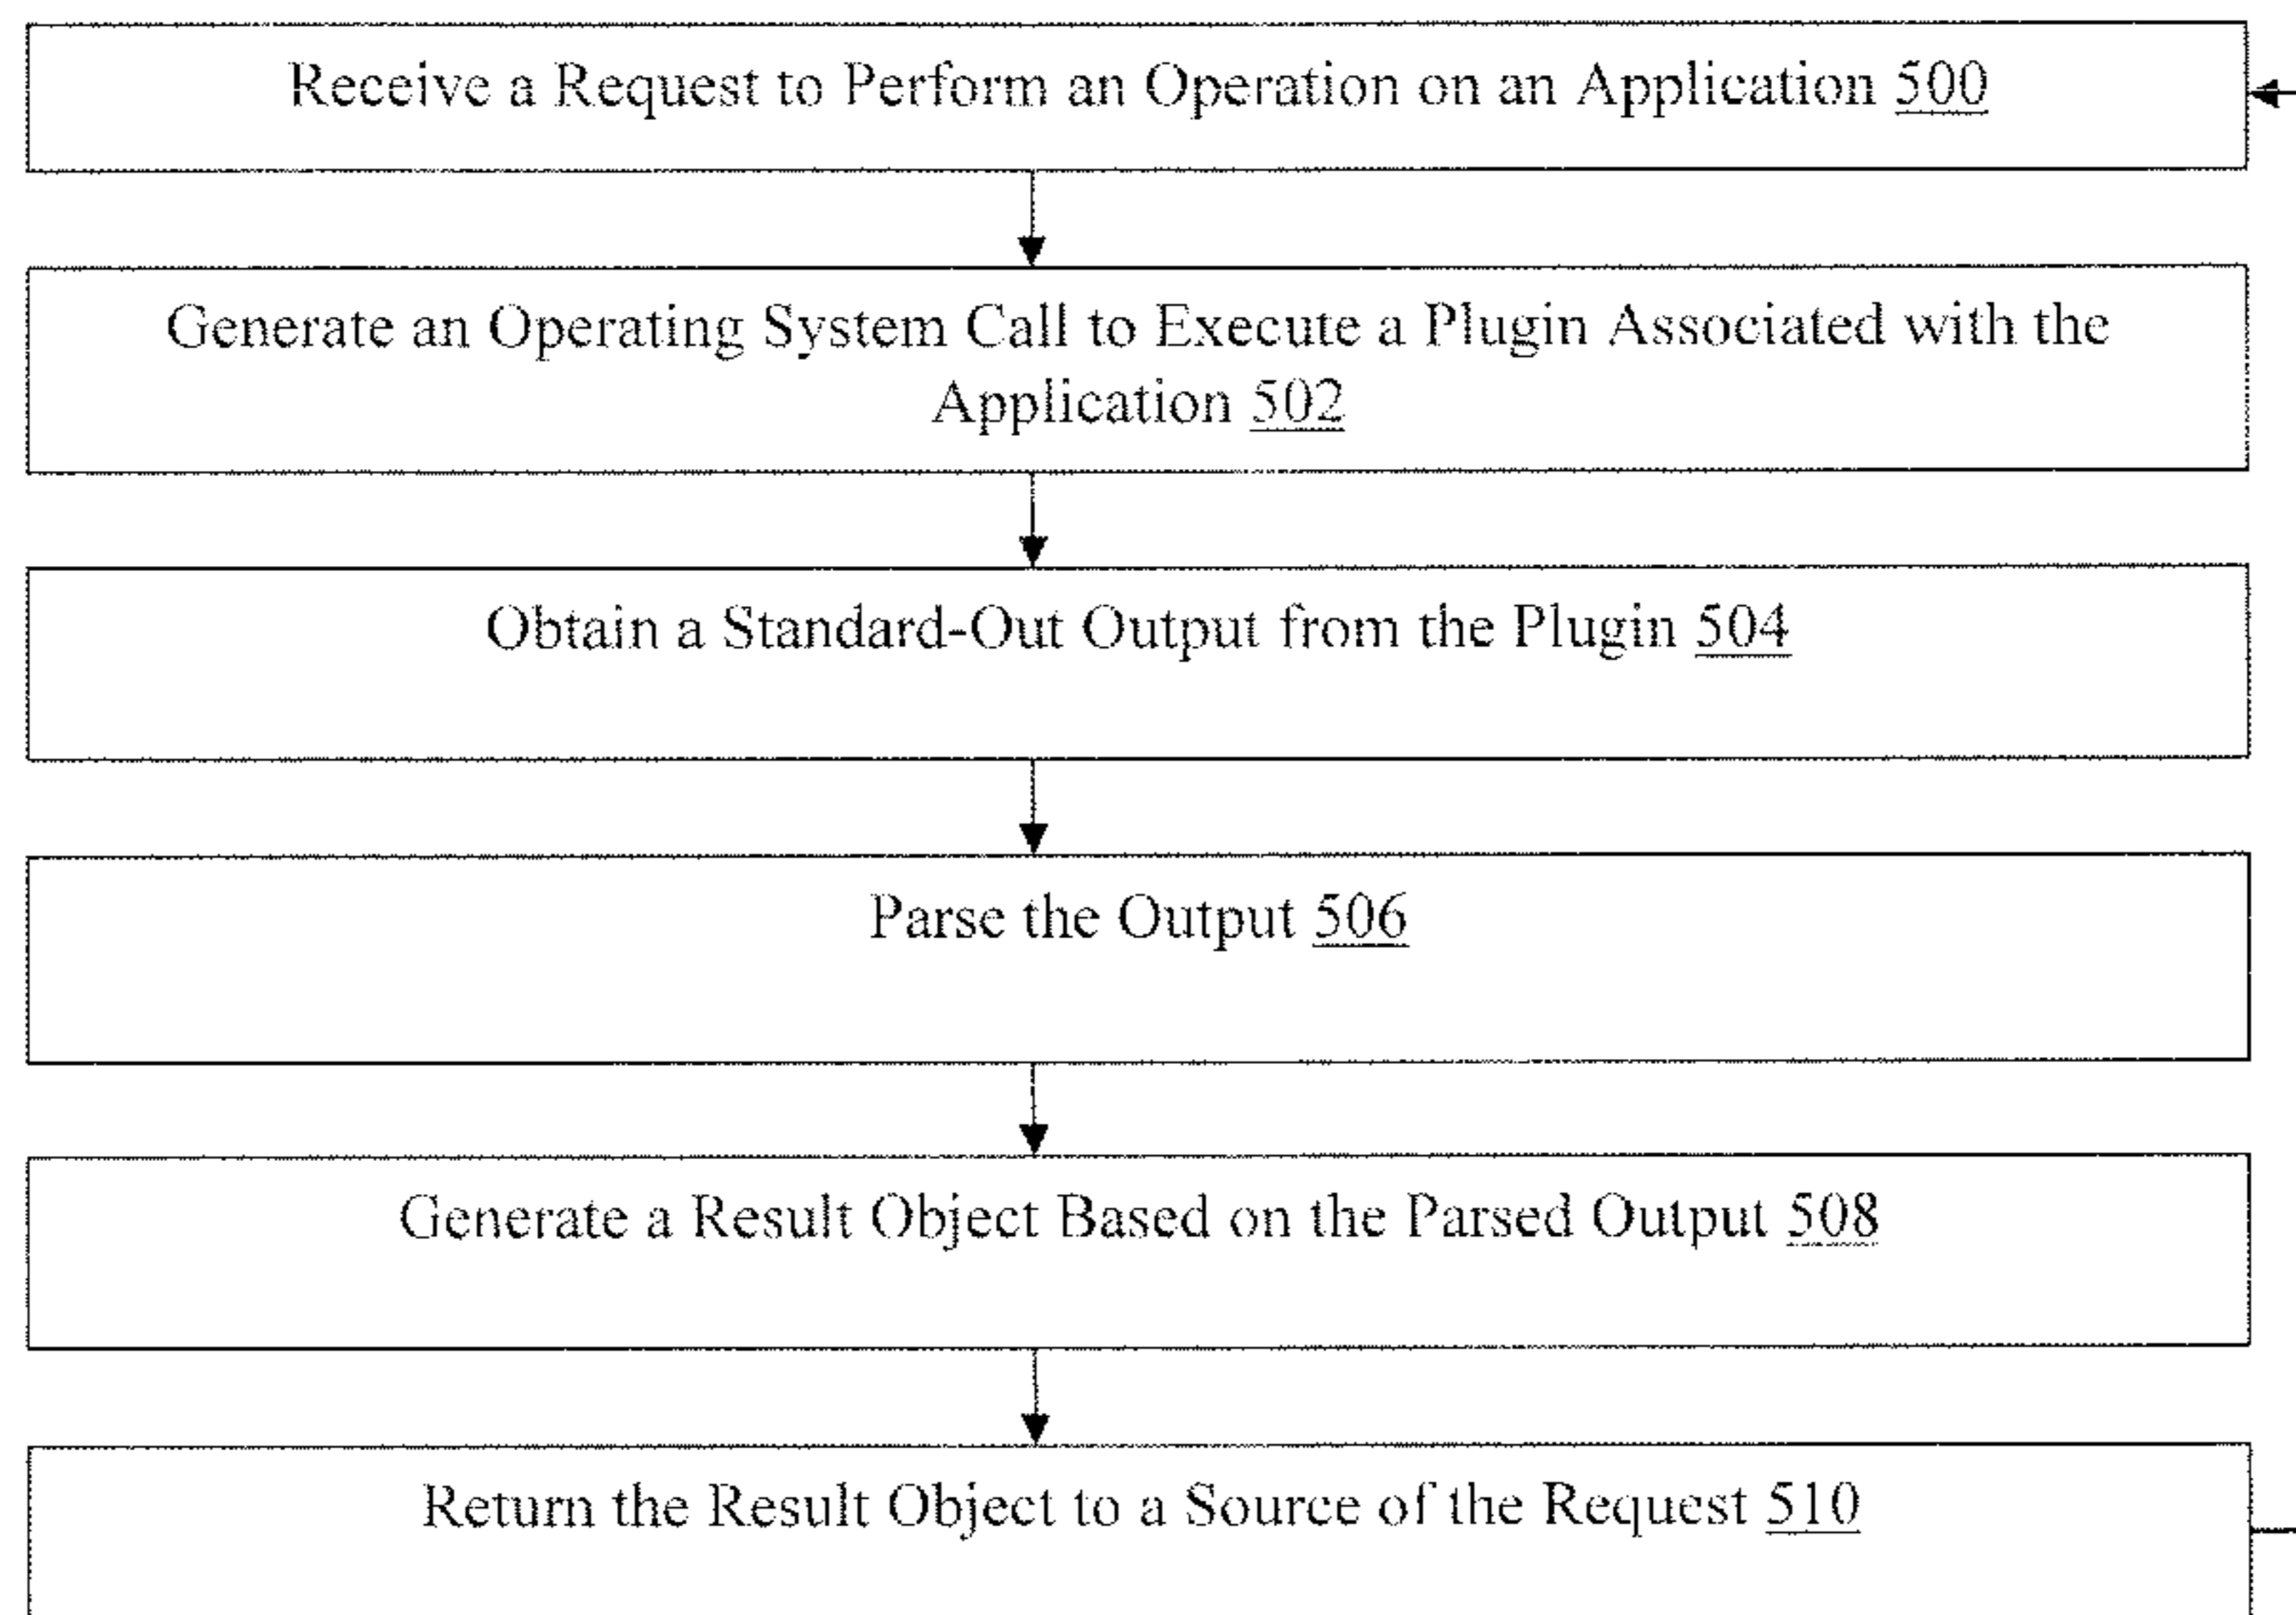 Receive a Request to Perform an Operation on an Application 500
Generate an Operating System Call to Execute a Plugin Associated with the
Application 502
Obtain a Standard-Out Output from the Plugin 504
Parse the Output 506
Generate a Result Object Based on the Parsed Output 508
Return the Result Object to a Source of the Request 510